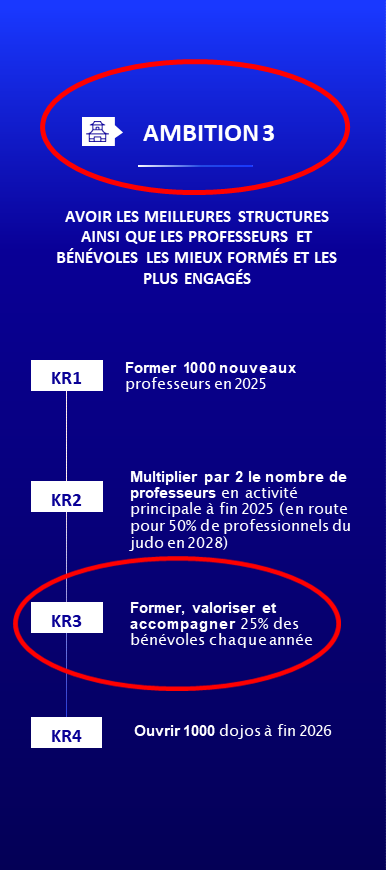 AMBITION 3
AVOIR LES MEILLEURES STRUCTURES
AINSI QUE LES PROFESSEURS ET
BÉNÉVOLES LES MIEUX FORMÉS ET LES
PLUS ENGAGÉS
KR1
Former 1000 nouveaux
professeurs en 2025
KR2
Multiplier par 2 le nombre de
professeurs en activité
principale à fin 2025 (en route
pour 50% de professionnels du
judo en 2028)
KR3
Former, valoriser et
accompagner 25% des
bénévoles chaque année
KR4
Ouvrir 1000 dojos à fin 2026